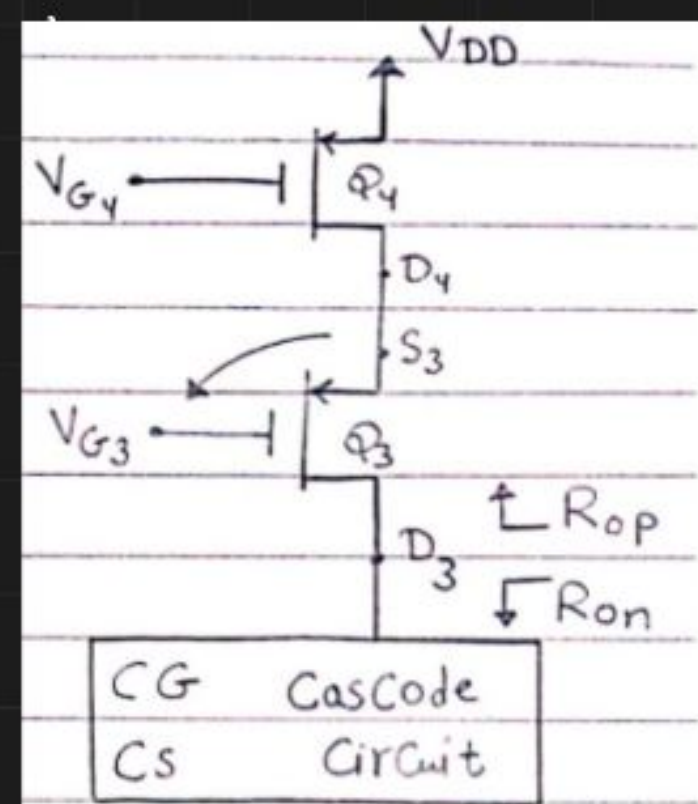 VDD
VG4
Q4
D4
S3
VG3
Q3
Rop
D3
Ron
CG Cascode
CS Circuit